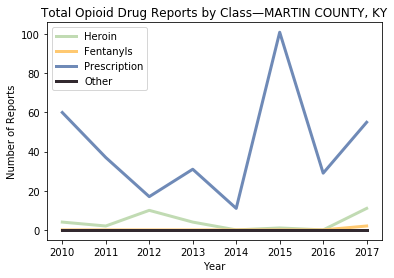 Total Opioid Drug Reports by Class—MARTIN COUNTY, KY
Heroin
Fentanyls
Prescription
Other
Number of Reports
100
80
60
40
20
0
2010 2011 2012 2013 2014 2015 2016 2017
Year